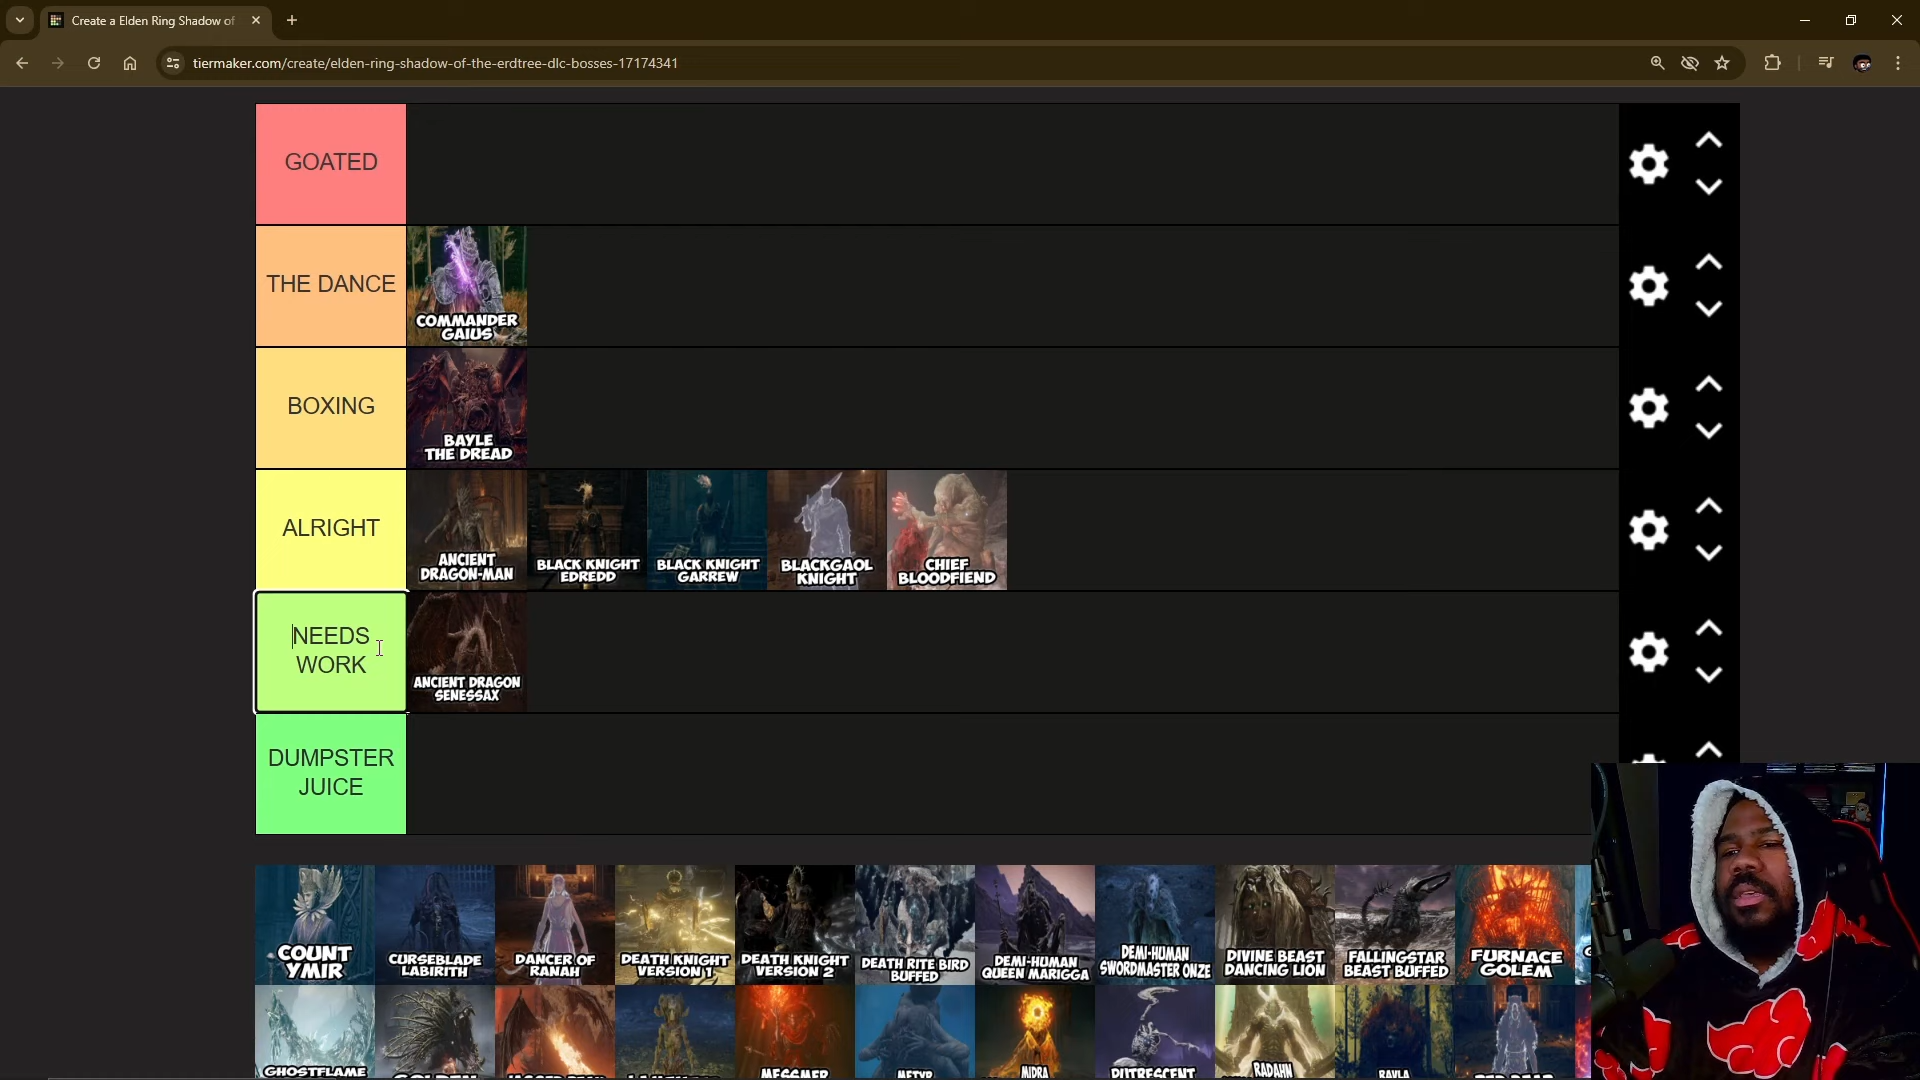 Create a Elden Ring Shadow of
tiermaker.com/create/elden-ring-shadow-of-the-erdtree-dlc-bosses-17174341
GOATED
THE DANCE
COMMANDER
GAIUS
BOXING
BAYLE
THE DREAD
ALRIGHT
ANCIENT
DRAGON-MAN
BLACK KNIGHT
EDREDD
BLACK KNIGHT
GARREW
BLACKGAOL
KNIGHT
CHIEF
BLOODFIEND
NEEDS
WORK
ANCIENT DRAGON
SENESSAX
DUMPSTER
JUICE
COUNT
YMIR
CURSEBLADE
LABIRITH
DANCER OF
RANAH
DEATH KNIGHT
VERSION 1
DEATH KNIGHT
VERSION 2
DEATH RITE BIRD
BUFFED
DEMI-HUMAN
QUEEN MARIGGA
DEMI-HUMAN
SWORDMASTER ONZE
DIVINE BEAST
DANCING LION
FALLINGSTAR
BEAST BUFFED
FURNACE
GOLEM
GHOSTFLAME
GOLDEN
MESSMER
METYR
MIDRA
PUTRESCENT
RADAHN
RALVA